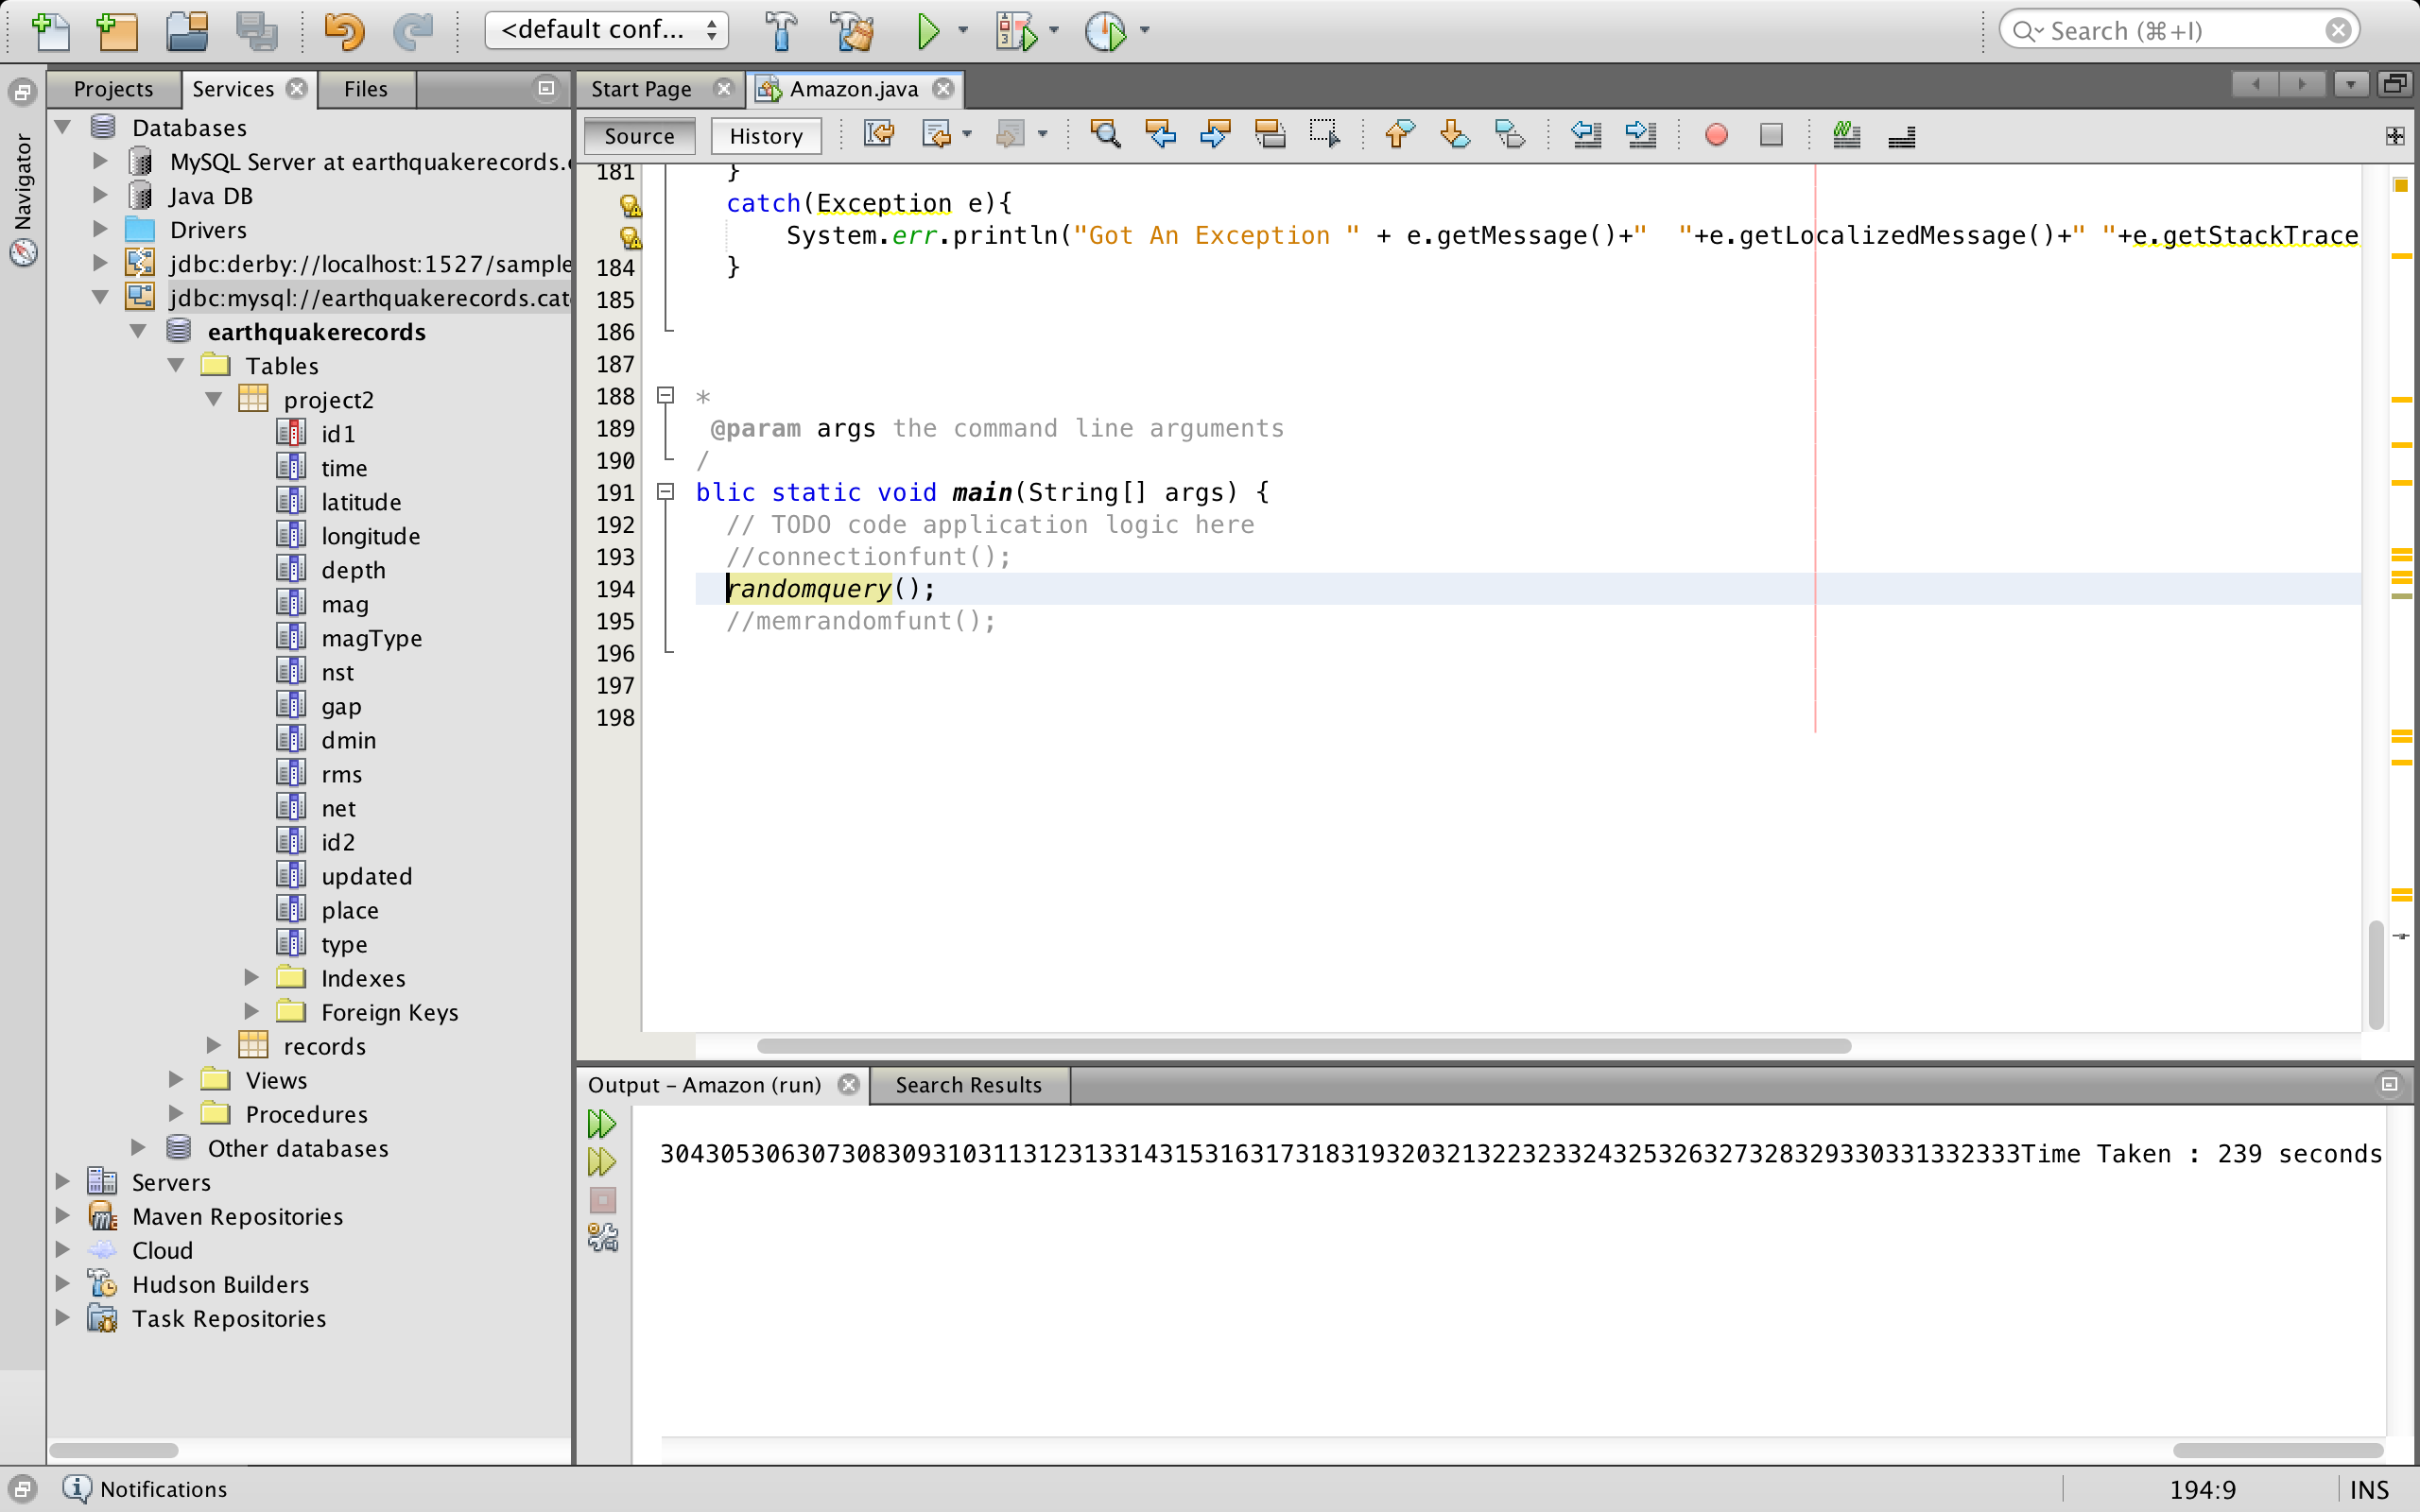 <default conf...
Search (⌘+I)
Projects
Services
Files
Start Page
Amazon.java
Navigator
Source
History
Databases
MySQL Server at earthquakerecords.
Java DB
Drivers
jdbc:derby://localhost:1527/sample
jdbc:mysql://earthquakerecords.cat
earthquakerecords
Tables
project2
id1
time
latitude
longitude
depth
mag
magType
nst
gap
dmin
rms
net
id2
updated
place
type
Indexes
Foreign Keys
records
Views
Procedures
Other databases
Servers
Maven Repositories
Cloud
Hudson Builders
Task Repositories
181 }
catch(Exception e){
System.err.println("Got An Exception " + e.getMessage()+"  "+e.getLocalizedMessage()+" "+e.getStackTrace
184 }
185
186
187
188 *
189 @param args the command line arguments
190 /
191 blic static void main(String[] args) {
192 // TODO code application logic here
193 //connectionfunt();
194 randomquery();
195 //memrandomfunt();
196
197
198
Output – Amazon (run)
Search Results
304305306307308309310311312313314315316317318319320321322323324325326327328329330331332333Time Taken : 239 seconds
Notifications
194:9
INS